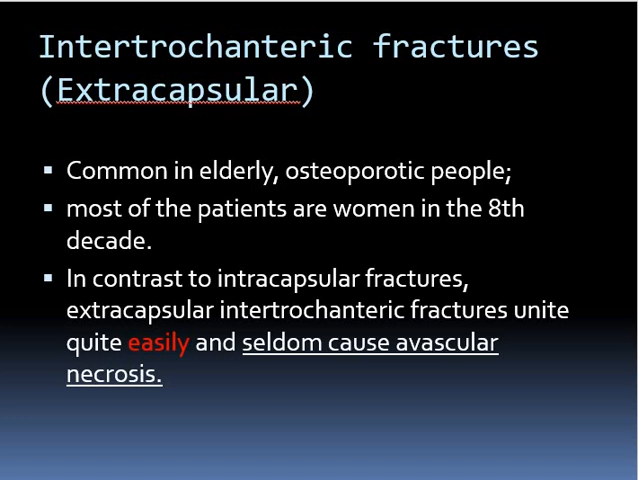 Intertrochanteric fractures
(Extracapsular)
▪ Common in elderly, osteoporotic people;
▪ most of the patients are women in the 8th
decade.
▪ In contrast to intracapsular fractures,
extracapsular intertrochanteric fractures unite
quite easily and seldom cause avascular
necrosis.